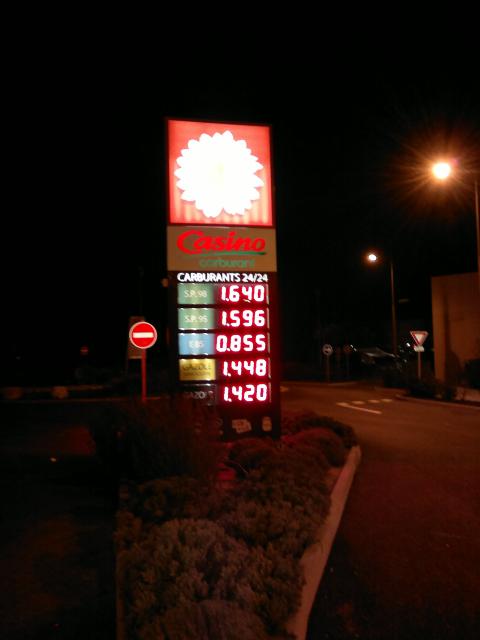 Casino
carburant
CARBURANTS 24/24
S.P. 98 1.640
S.P. 95 1.596
E85 0.855
GAZOLE 1.448
GAZOLE 1.420